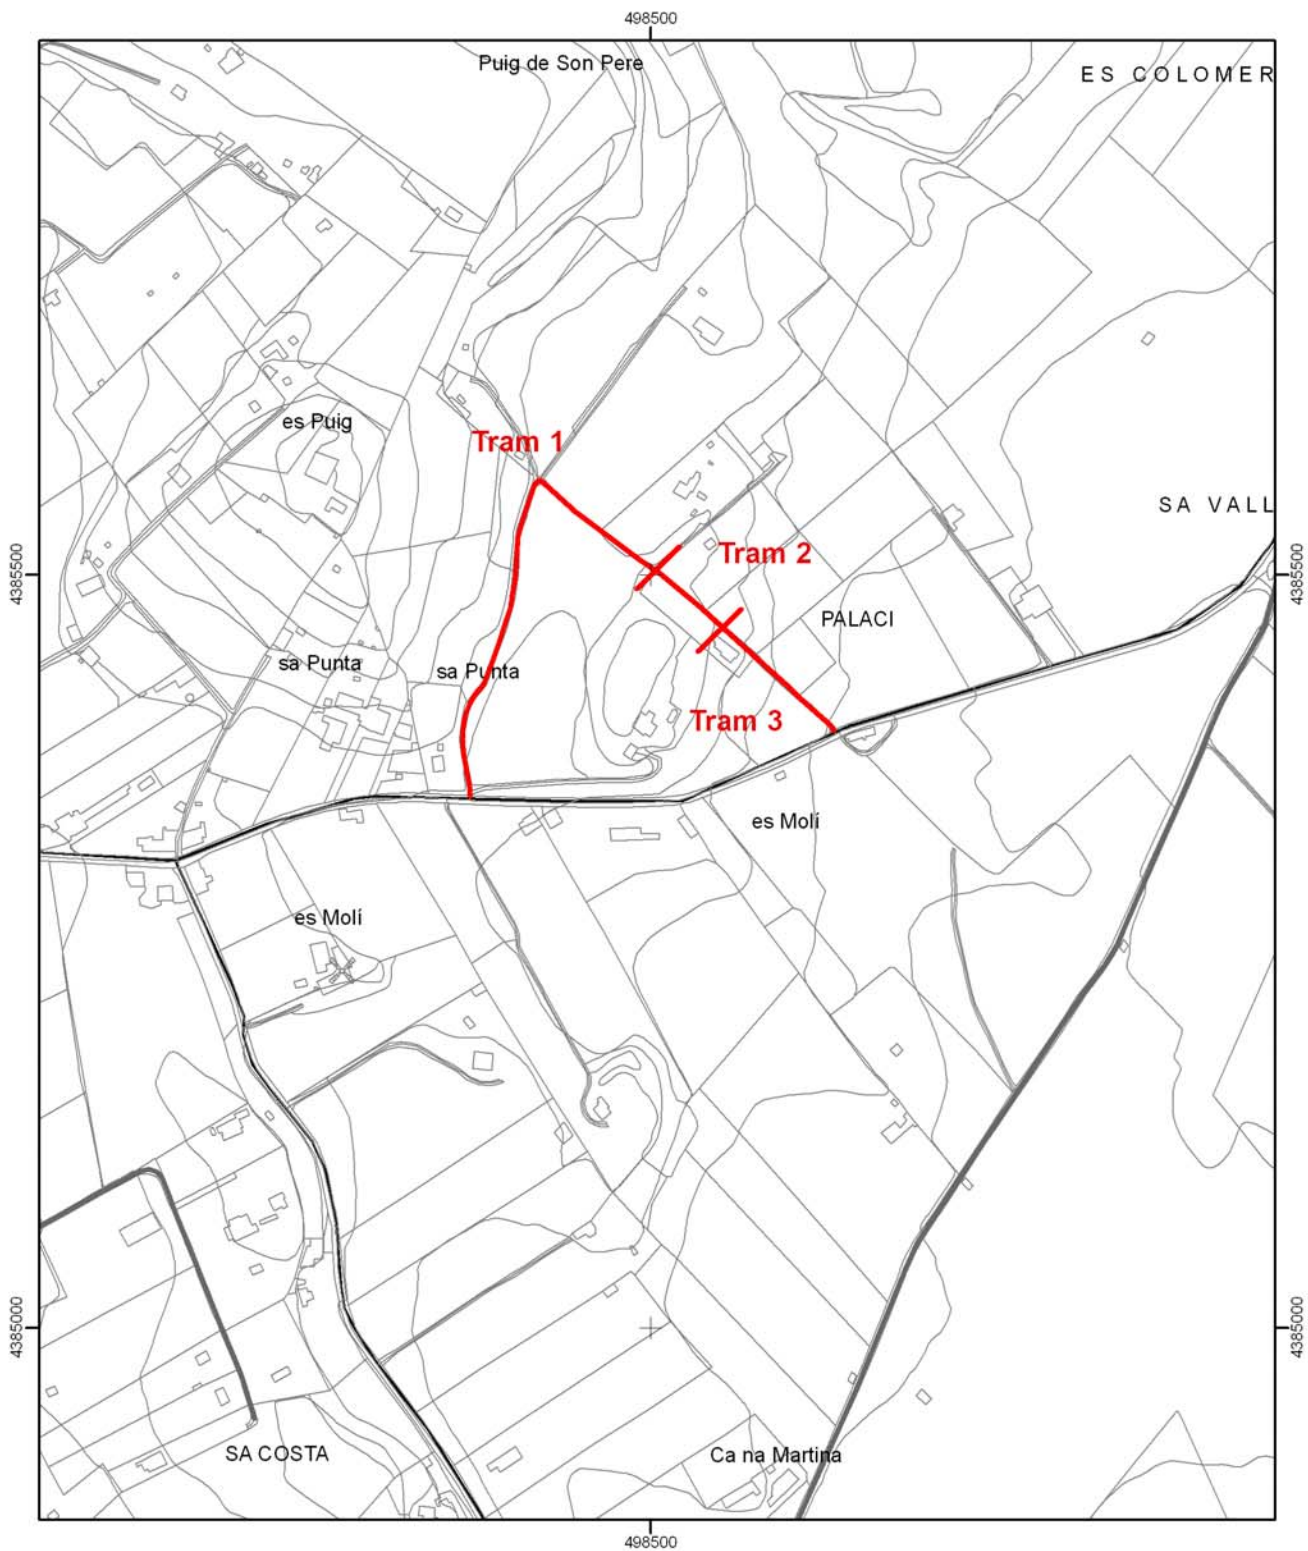 498500
Puig de Son Pere
ES COLOMER
es Puig
Tram 1
SA VALL
4385500
Tram 2
4385500
PALACI
sa Punta
sa Punta
Tram 3
es Molí
es Molí
4385000
4385000
SA COSTA
Ca na Martina
498500